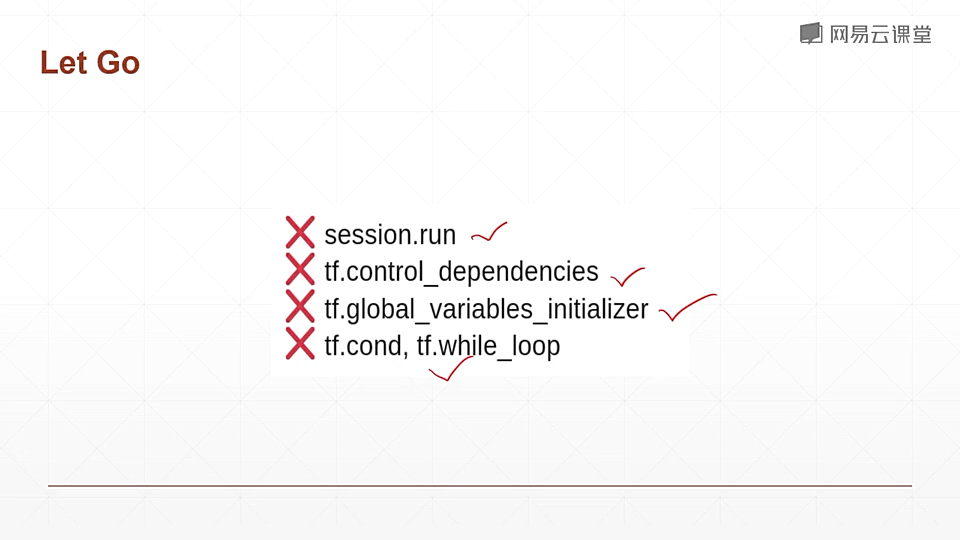 网易云课堂
Let Go
session.run
tf.control_dependencies
tf.global_variables_initializer
tf.cond, tf.while_loop